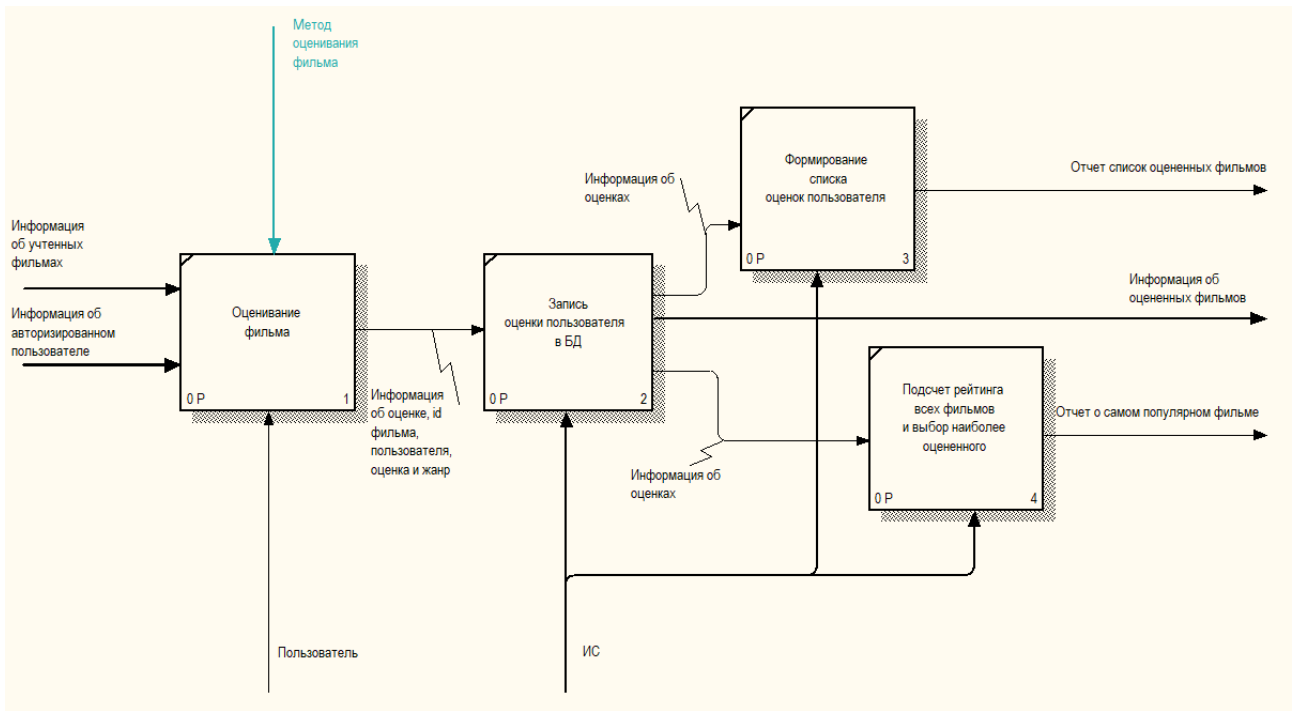 Метод
оценивания
фильма
Информация
об учтенных
фильмах
Информация об
авторизированном
пользователе
Оценивание
фильма
0 Р
1
Информация
об оценке, id
фильма,
пользователя,
оценка и жанр
Запись
оценки пользователя
в БД
0 Р
2
Информация об
оценках
Формирование
списка
оценок пользователя
0 Р
3
Отчет список оцененных фильмов
Информация об
оцененных фильмов
Информация об
оценках
Подсчет рейтинга
всех фильмов
и выбор наиболее
оцененного
0 Р
4
Отчет о самом популярном фильме
Пользователь
ИС